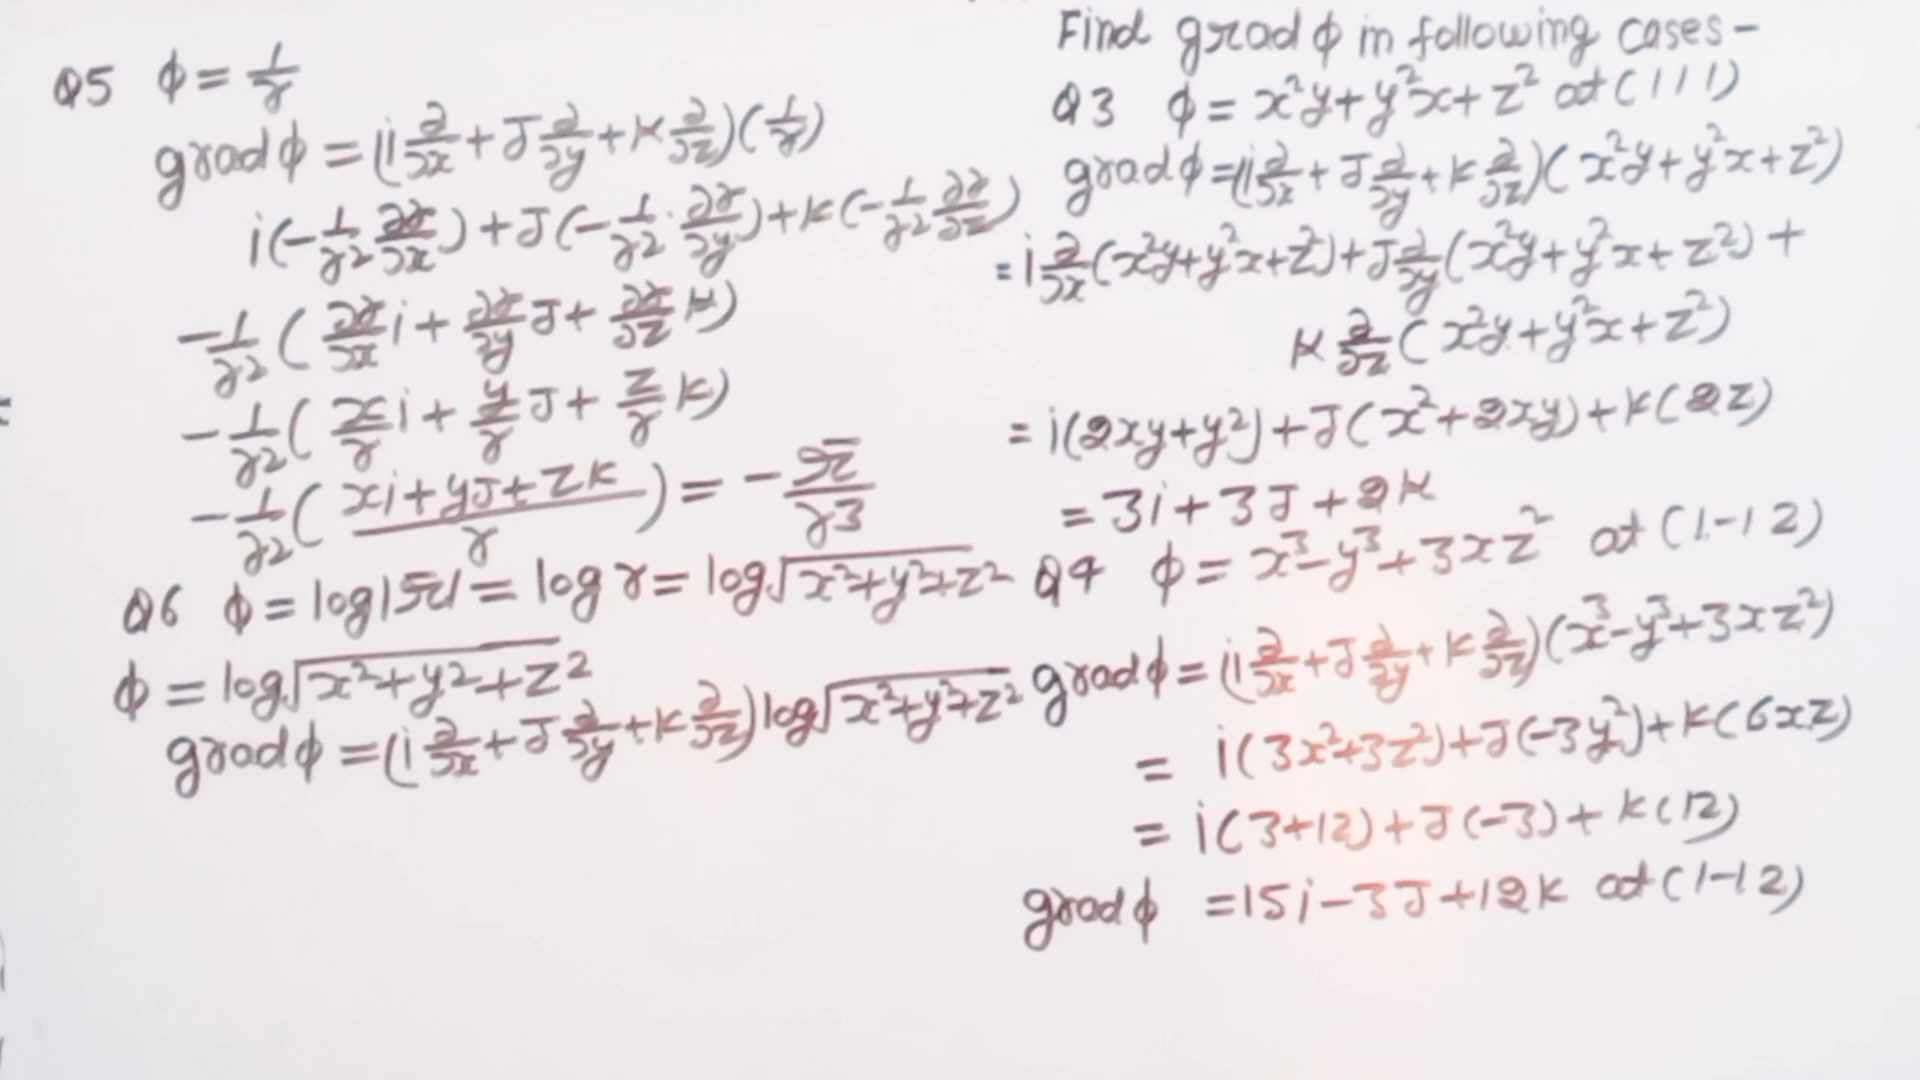 Find grad ϕ in following cases -
Q3 ϕ = x²y + y²x + z² at (1 1 1)
grad ϕ = (i ∂/∂x + J ∂/∂y + K ∂/∂z)(x²y + y²x + z²)
= i ∂/∂x (x²y + y²x + z²) + J ∂/∂y (x²y + y²x + z²) +
K ∂/∂z (x²y + y²x + z²)
= i(2xy + y²) + J(x² + 2xy) + K(2z)
= 3i + 3J + 2K
Q4 ϕ = x³ - y³ + 3xz² at (1 -1 2)
grad ϕ = (i ∂/∂x + J ∂/∂y + K ∂/∂z)(x³ - y³ + 3xz²)
= i(3x² + 3z²) + J(-3y²) + K(6xz)
= i(3+12) + J(-3) + K(12)
grad ϕ = 15i - 3J + 12K at (1 -1 2)
Q5 ϕ = 1/r
grad ϕ = (i ∂/∂x + J ∂/∂y + K ∂/∂z)(1/r)
i(-1/r² ∂r/∂x) + J(-1/r² · ∂r/∂y) + K(-1/r² ∂r/∂z)
-1/r² (∂r/∂x i + ∂r/∂y J + ∂r/∂z K)
-1/r² (x/r i + y/r J + z/r K)
-1/r² ((xi + yJ + zK)/r) = - r̄/r³
Q6 ϕ = log|r̄| = log r = log√(x²+y²+z²)
ϕ = log√(x²+y²+z²)
grad ϕ = (i ∂/∂x + J ∂/∂y + K ∂/∂z) log√(x²+y²+z²)